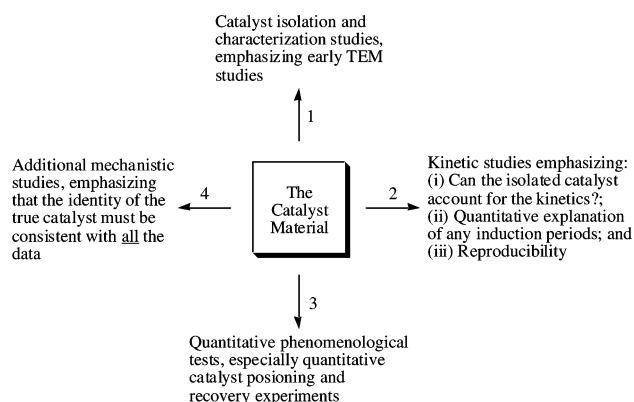 Catalyst isolation and
characterization studies,
emphasizing early TEM
studies
1
Additional mechanistic
studies, emphasizing
that the identity of the
true catalyst must be
consistent with all the
data
4
The
Catalyst
Material
2
Kinetic studies emphasizing:
(i) Can the isolated catalyst
account for the kinetics?;
(ii) Quantitative explanation
of any induction periods; and
(iii) Reproducibility
3
Quantitative phenomenological
tests, especially quantitative
catalyst posioning and
recovery experiments